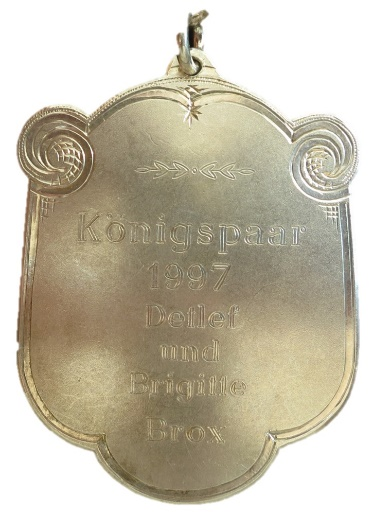 Königspaar
1997
Detlef
und
Brigitte
Brox